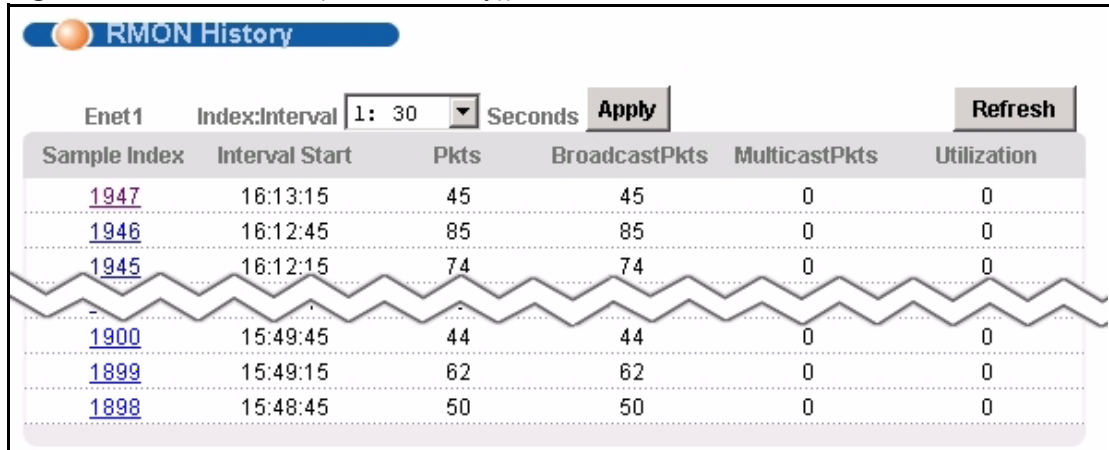 RMON History
Enet1 Index:Interval 1: 30 Seconds Apply Refresh
Sample Index Interval Start Pkts BroadcastPkts MulticastPkts Utilization
1947 16:13:15 45 45 0 0
1946 16:12:45 85 85 0 0
1945 16:12:15 74 74 0 0
1900 15:49:45 44 44 0 0
1899 15:49:15 62 62 0 0
1898 15:48:45 50 50 0 0